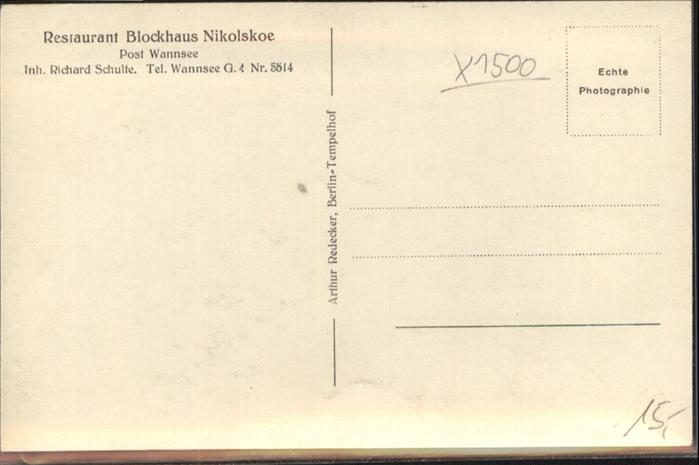 Restaurant Blockhaus Nikolskoe
Post Wannsee
Inh. Richard Schulte. Tel. Wannsee G. 4 Nr. 5514
Arthur Redecker, Berlin-Tempelhof
X1500
Echte
Photographie
15,-